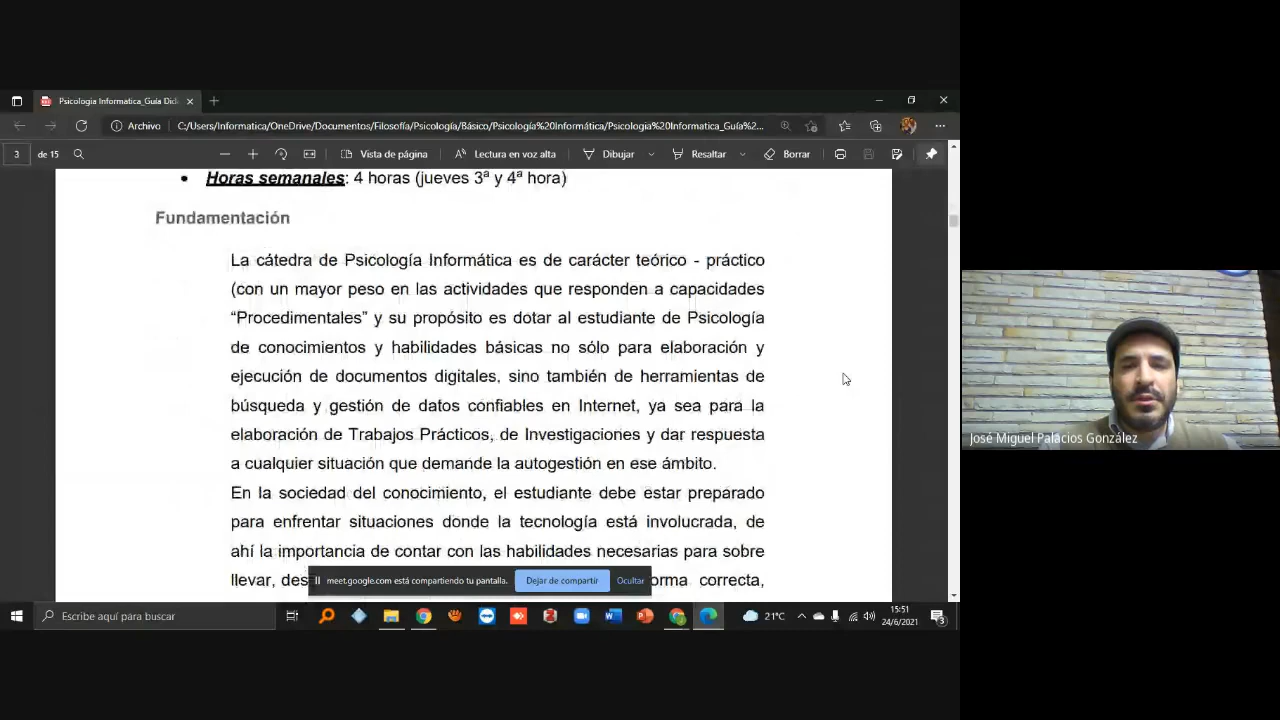 Psicologia Informatica_Guía Didi
Archivo C:/Users/Informatica/OneDrive/Documentos/Filosofía/Psicología/Básico/Psicología%20Informática/Psicologia%20Informatica_Guía%2...
3 de 15 Vista de página Lectura en voz alta Dibujar Resaltar Borrar
• Horas semanales: 4 horas (jueves 3ª y 4ª hora)
Fundamentación
La cátedra de Psicología Informática es de carácter teórico - práctico
(con un mayor peso en las actividades que responden a capacidades
“Procedimentales” y su propósito es dotar al estudiante de Psicología
de conocimientos y habilidades básicas no sólo para elaboración y
ejecución de documentos digitales, sino también de herramientas de
búsqueda y gestión de datos confiables en Internet, ya sea para la
elaboración de Trabajos Prácticos, de Investigaciones y dar respuesta
a cualquier situación que demande la autogestión en ese ámbito.
En la sociedad del conocimiento, el estudiante debe estar preparado
para enfrentar situaciones donde la tecnología está involucrada, de
ahí la importancia de contar con las habilidades necesarias para sobre
llevar, des orma correcta,
meet.google.com está compartiendo tu pantalla. Dejar de compartir Ocultar
Escribe aquí para buscar
21°C
15:51
24/6/2021
3
José Miguel Palacios González